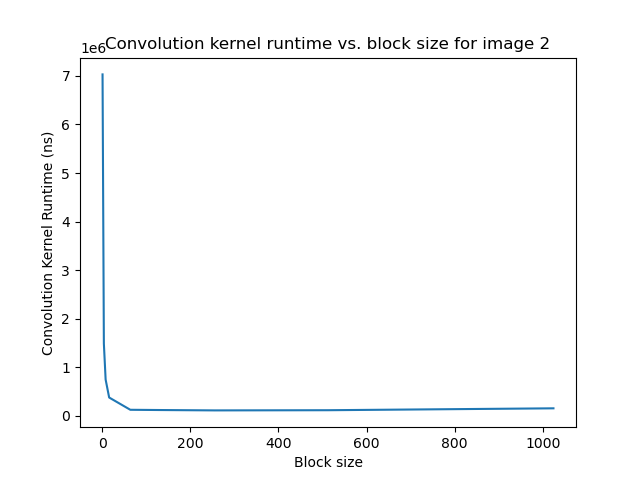 Convolution kernel runtime vs. block size for image 2
1e6
7
6
5
4
3
2
1
0
Convolution Kernel Runtime (ns)
0 200 400 600 800 1000
Block size